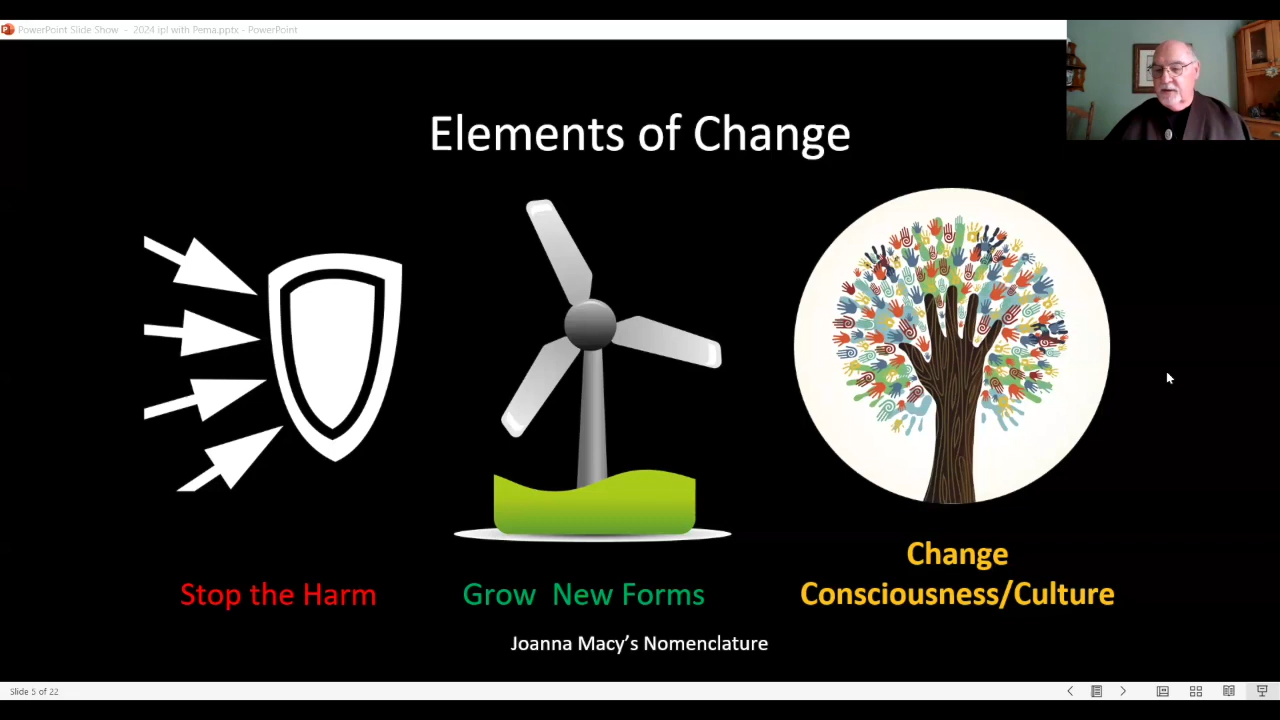 PowerPoint Slide Show - 2024 ipl with Pema.pptx - PowerPoint
Elements of Change
Stop the Harm
Grow  New Forms
Change
Consciousness/Culture
Joanna Macy’s Nomenclature
Slide 5 of 22